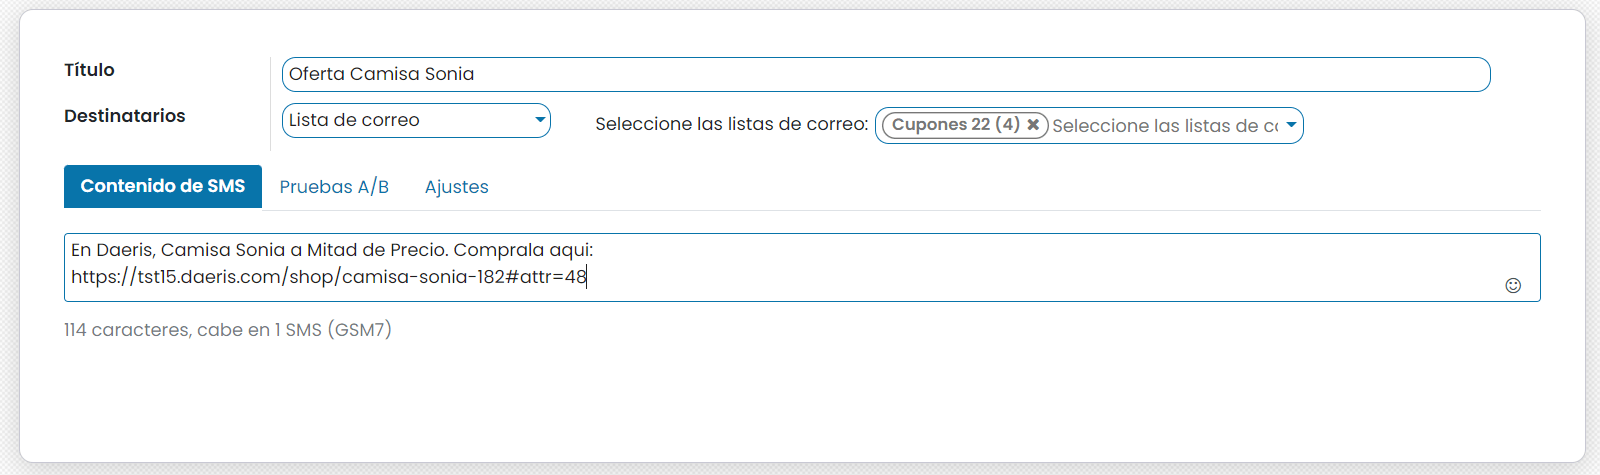 Título
Oferta Camisa Sonia
Destinatarios
Lista de correo
Seleccione las listas de correo:
Cupones 22 (4) ✖
Seleccione las listas de co
Contenido de SMS
Pruebas A/B
Ajustes
En Daeris, Camisa Sonia a Mitad de Precio. Comprala aqui:
https://tst15.daeris.com/shop/camisa-sonia-182#attr=48
114 caracteres, cabe en 1 SMS (GSM7)